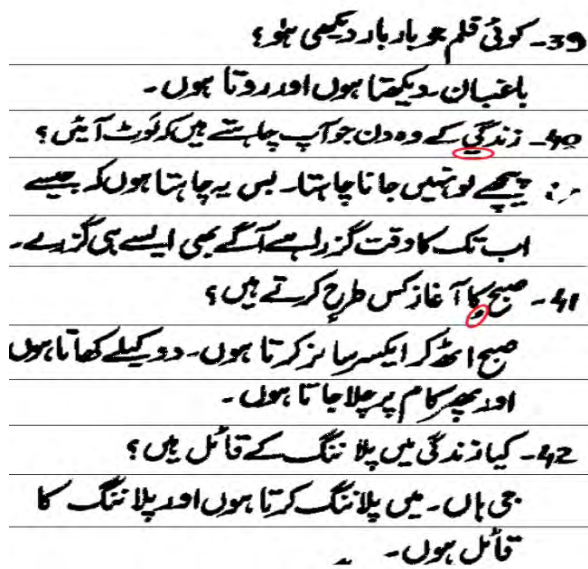 39۔ کوئی فلم جو بار بار دیکھی ہو؟
باغبان۔ دیکھتا ہوں اور روتا ہوں۔
40۔ زندگی کے وہ دن جو آپ چاہتے ہیں کہ لوٹ آئیں؟
پیچھے تو نہیں جانا چاہتا۔ بس یہ چاہتا ہوں کہ جیسے
اب تک کا وقت گزرا ہے آگے بھی ایسے ہی گزرے۔
41۔ صبح کا آغاز کس طرح کرتے ہیں؟
صبح اٹھ کر ایکسرسائز کرتا ہوں۔ دو کیلے کھاتا ہوں
اور پھر کام پر چلا جاتا ہوں۔
42۔ کیا زندگی میں پلاننگ کے قائل ہیں؟
جی ہاں۔ میں پلاننگ کرتا ہوں اور پلاننگ کا
قائل ہوں۔